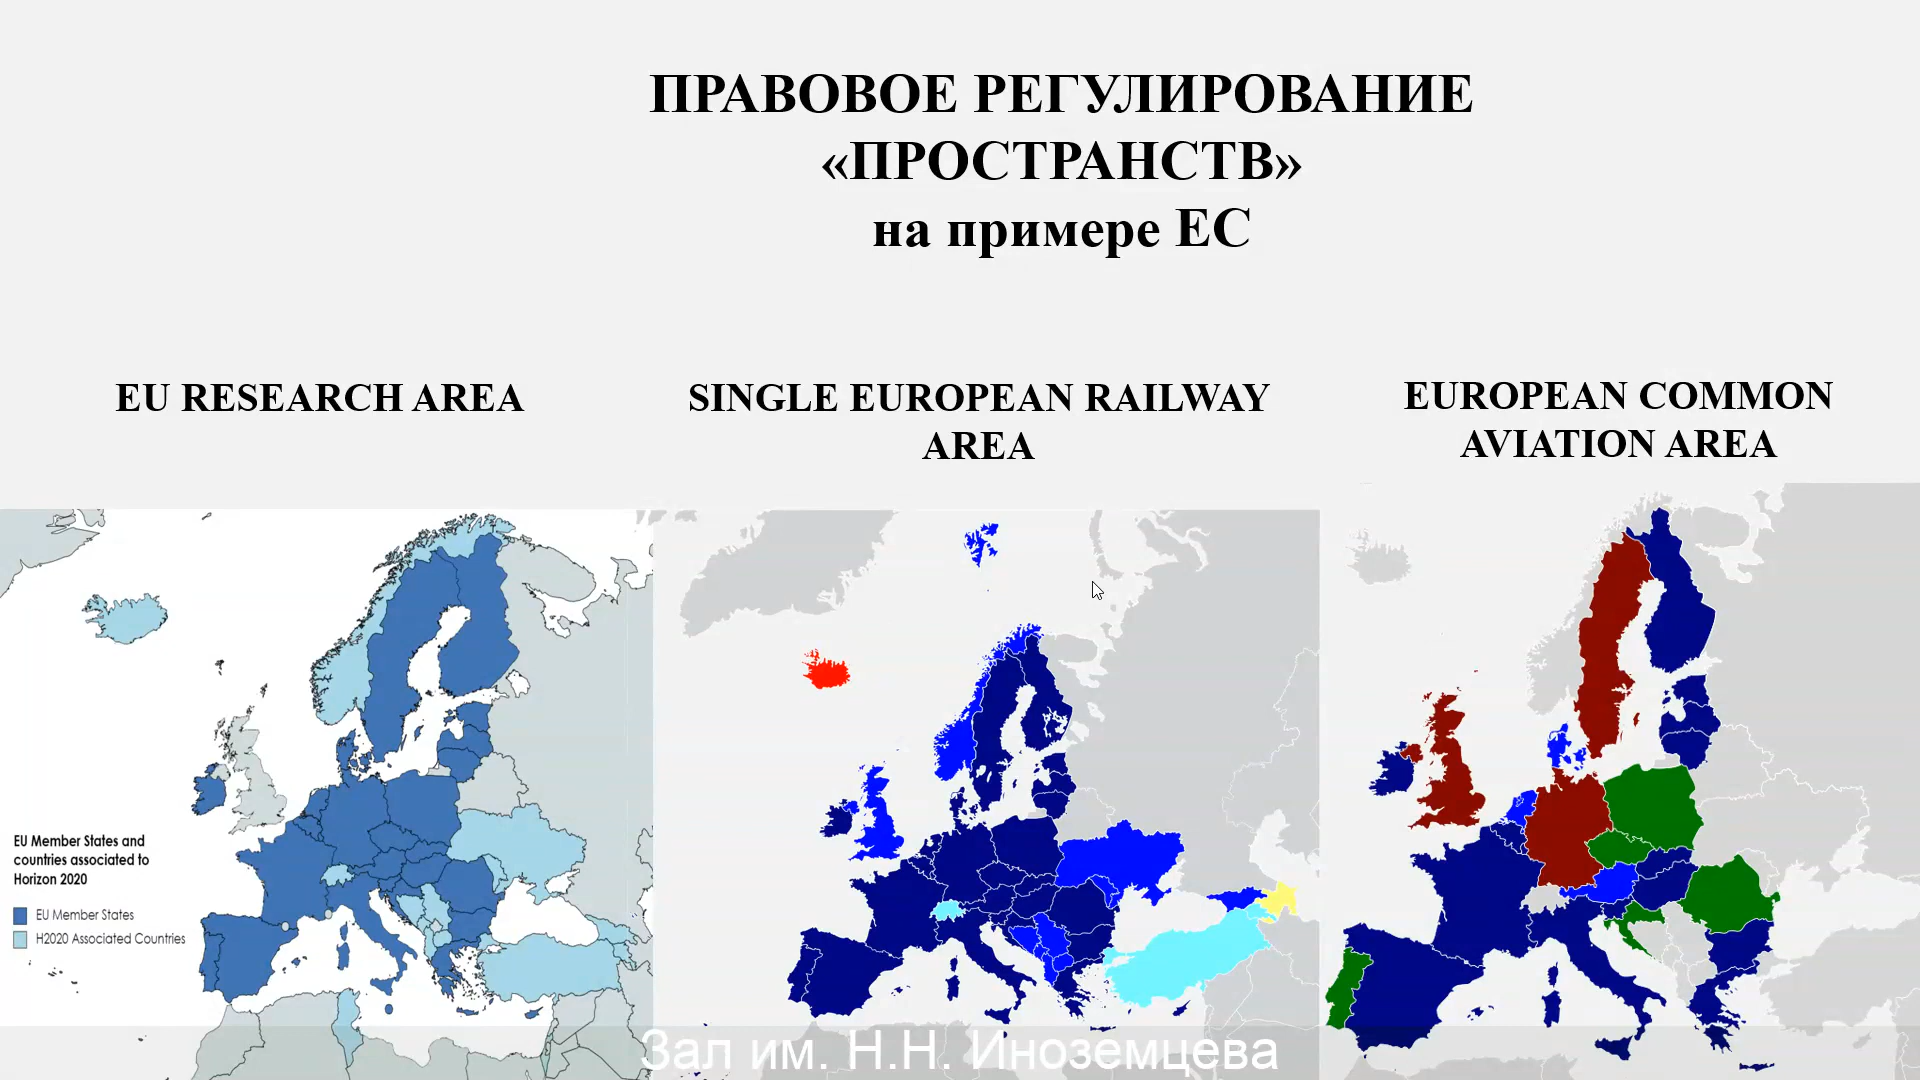 ПРАВОВОЕ РЕГУЛИРОВАНИЕ
«ПРОСТРАНСТВ»
на примере ЕС
EU RESEARCH AREA
SINGLE EUROPEAN RAILWAY
AREA
EUROPEAN COMMON
AVIATION AREA
EU Member States and
countries associated to
Horizon 2020
EU Member States
H2020 Associated Countries
Зал им. Н.Н. Иноземцева